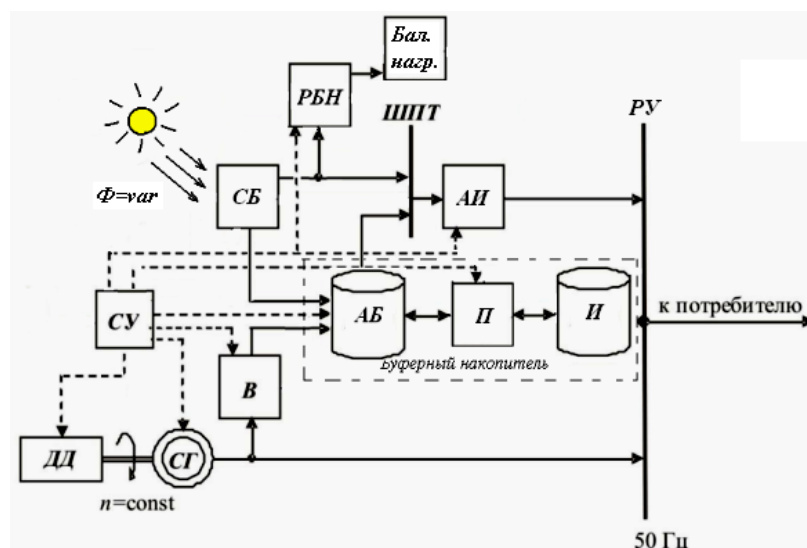 Бал.
нагр.
РБН
ШПТ
РУ
Ф=var
СБ
АИ
СУ
АБ
П
И
к потребителю
Буферный накопитель
В
ДД
СГ
n=const
50 Гц